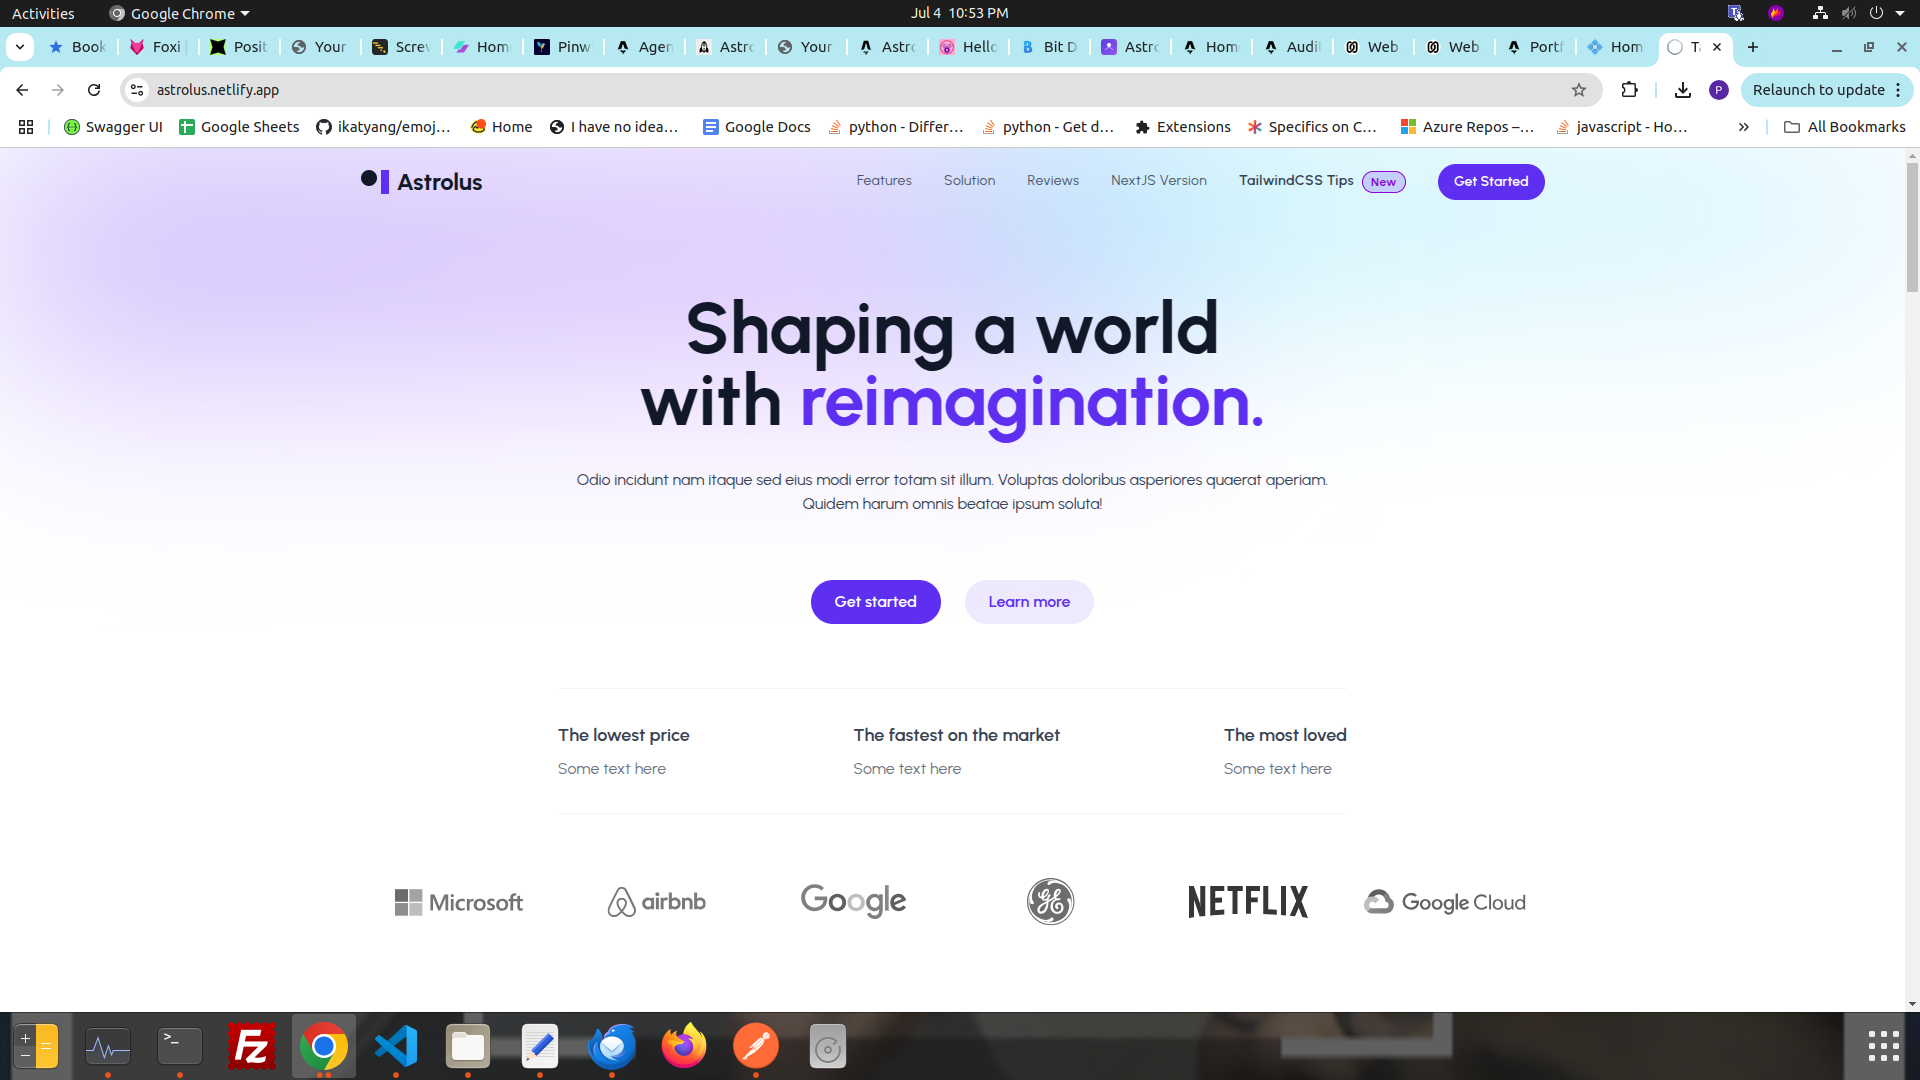 Activities Google Chrome Jul 4 10:53 PM
Book Foxi Posit Your Screv Hom Pinw Agen Astro Your Astro Hello Bit D Astro Hom Audi Web Web Portf Hom T
astrolus.netlify.app P Relaunch to update
Swagger UI Google Sheets ikatyang/emoj... Home I have no idea... Google Docs python - Differ... python - Get d... Extensions Specifics on C... Azure Repos –... javascript - Ho... » All Bookmarks
Astrolus Features Solution Reviews NextJS Version TailwindCSS Tips New Get Started
Shaping a world
with reimagination.
Odio incidunt nam itaque sed eius modi error totam sit illum. Voluptas doloribus asperiores quaerat aperiam.
Quidem harum omnis beatae ipsum soluta!
Get started Learn more
The lowest price The fastest on the market The most loved
Some text here Some text here Some text here
Microsoft airbnb Google GE NETFLIX Google Cloud